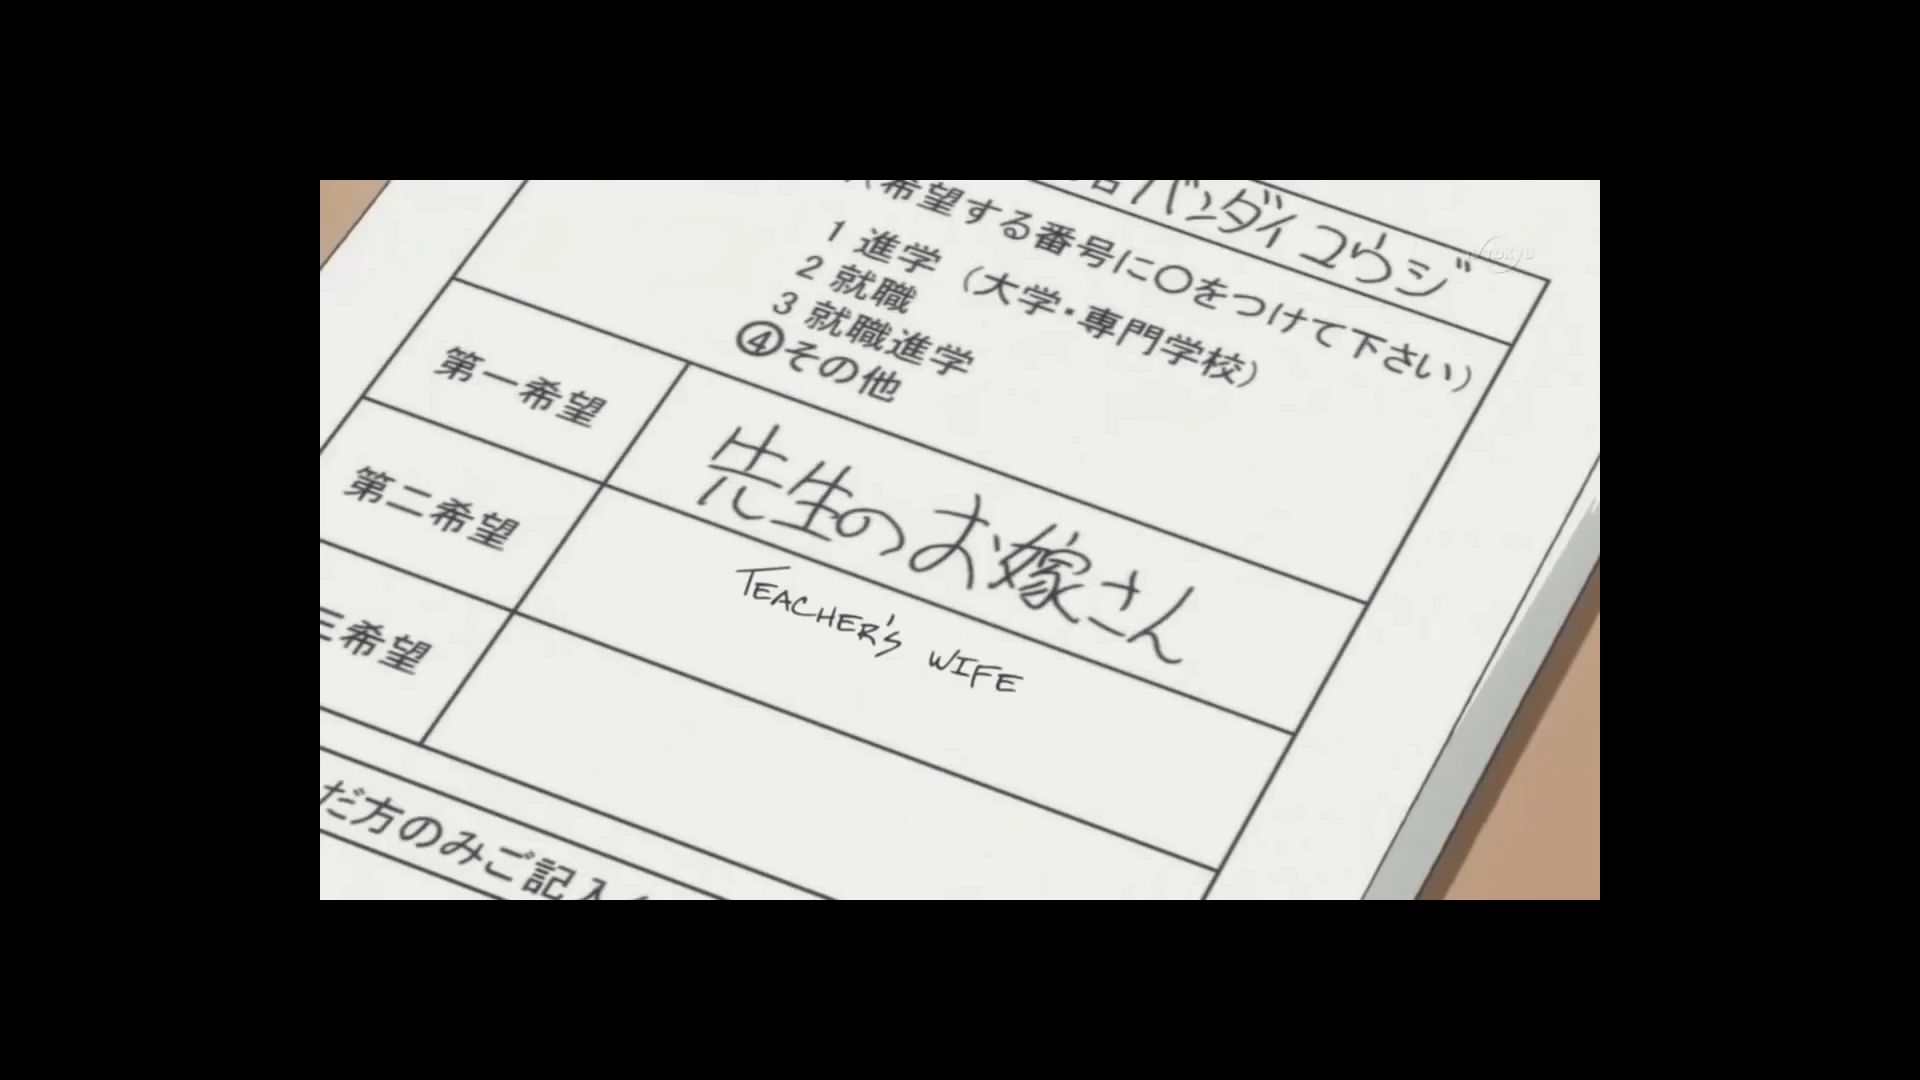 バンダイ ユウジ
希望する番号に○をつけて下さい)
1 進学 (大学・専門学校)
2 就職
3 就職進学
④その他
第一希望
先生のお嫁さん
TEACHER'S WIFE
第二希望
三希望
だ方のみご記入